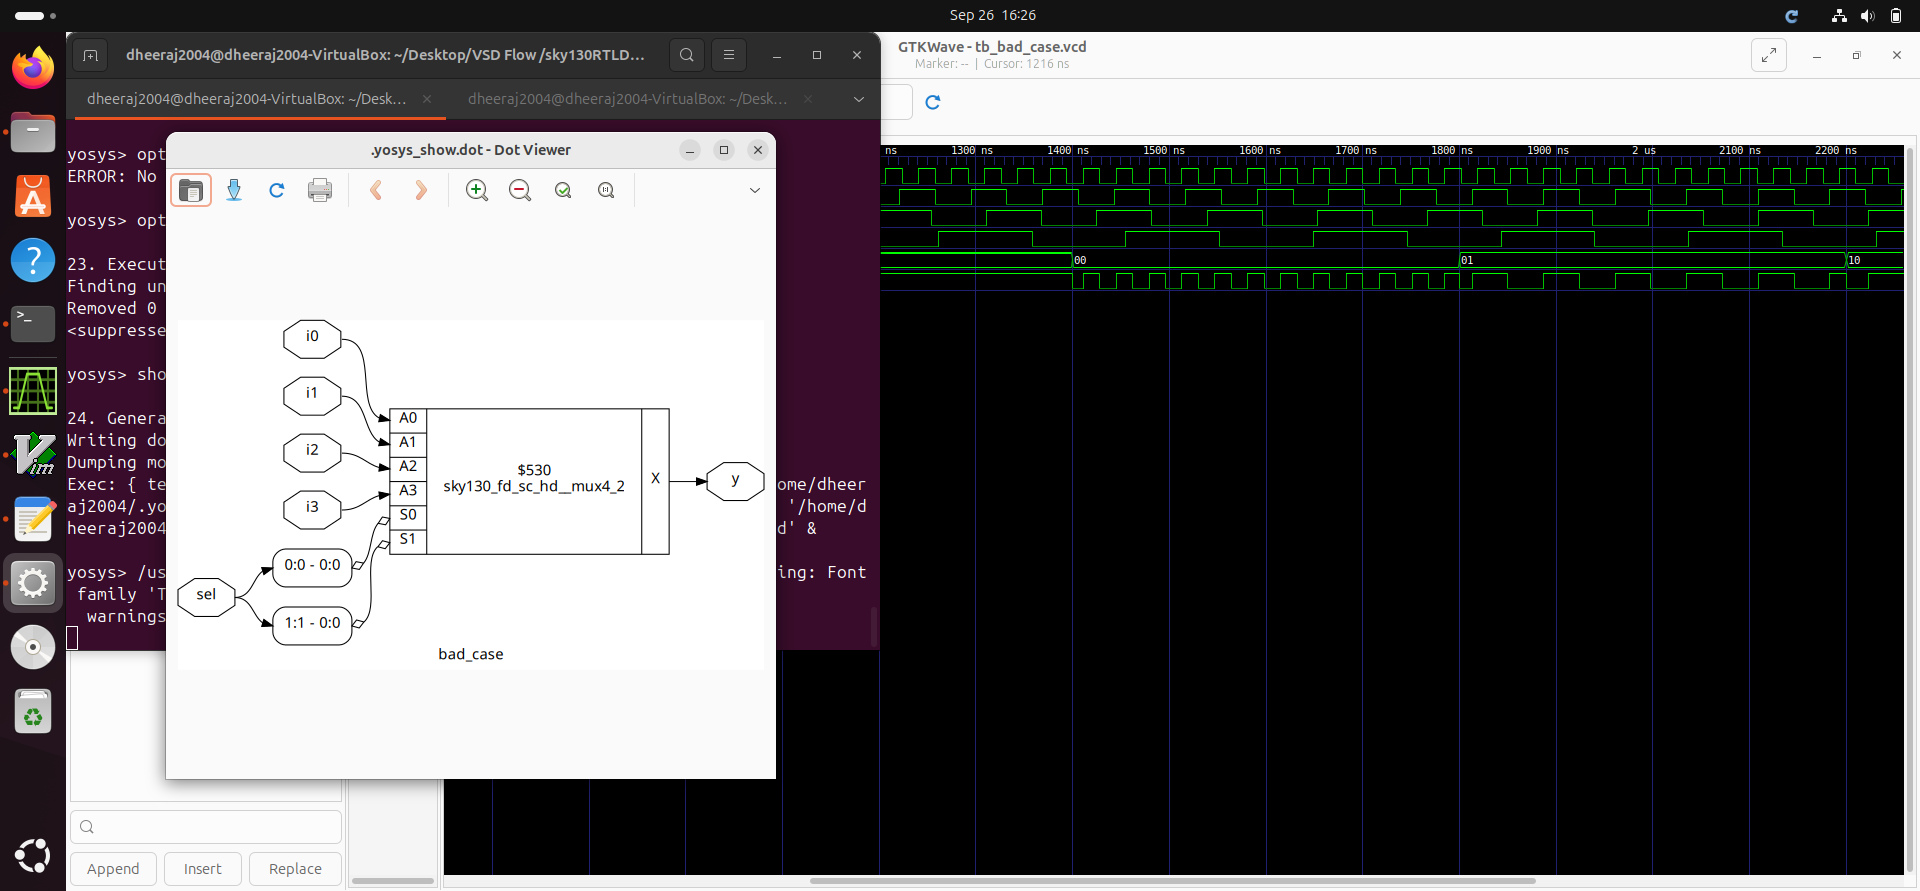 Sep 26 16:26
dheeraj2004@dheeraj2004-VirtualBox: ~/Desktop/VSD Flow /sky130RTLD...
dheeraj2004@dheeraj2004-VirtualBox: ~/Desk...
dheeraj2004@dheeraj2004-VirtualBox: ~/Desk...
GTKWave - tb_bad_case.vcd
Marker: -- | Cursor: 1216 ns
yosys> opt
ERROR: No
yosys> opt
23. Execut
Finding un
Removed 0
<suppresse
yosys> sho
24. Genera
Writing do
Dumping mo
Exec: { te
ome/dheer
aj2004/.yo
'/home/d
heeraj2004
d' &
yosys> /us
ing: Font
family 'T
warnings
.yosys_show.dot - Dot Viewer
i0
i1
i2
i3
sel
0:0 - 0:0
1:1 - 0:0
A0
A1
A2
A3
S0
S1
$530
sky130_fd_sc_hd__mux4_2
X
y
bad_case
ns
1300 ns
1400 ns
1500 ns
1600 ns
1700 ns
1800 ns
1900 ns
2 us
2100 ns
2200 ns
00
01
10
Append
Insert
Replace
>_
?
Vim